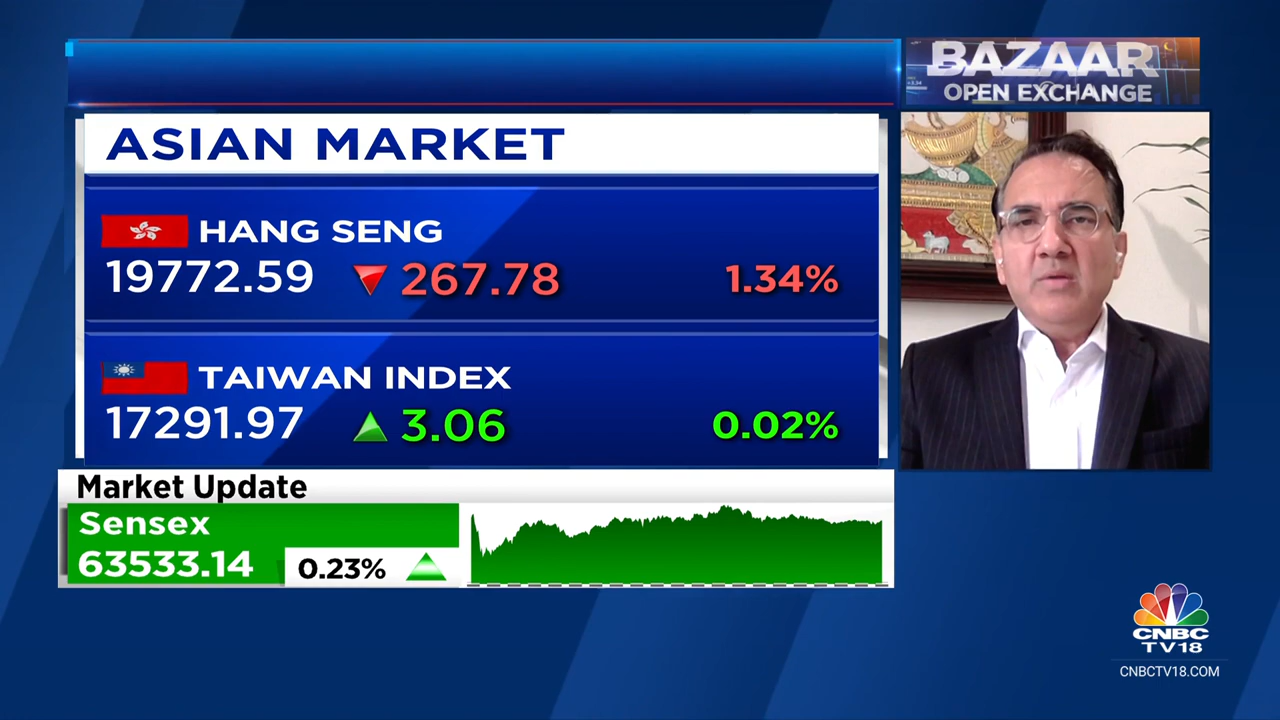 BAZAAR
OPEN EXCHANGE
ASIAN MARKET
HANG SENG
19772.59 267.78 1.34%
TAIWAN INDEX
17291.97 3.06 0.02%
Market Update
Sensex
63533.14 0.23%
CNBC
TV18
CNBCTV18.COM